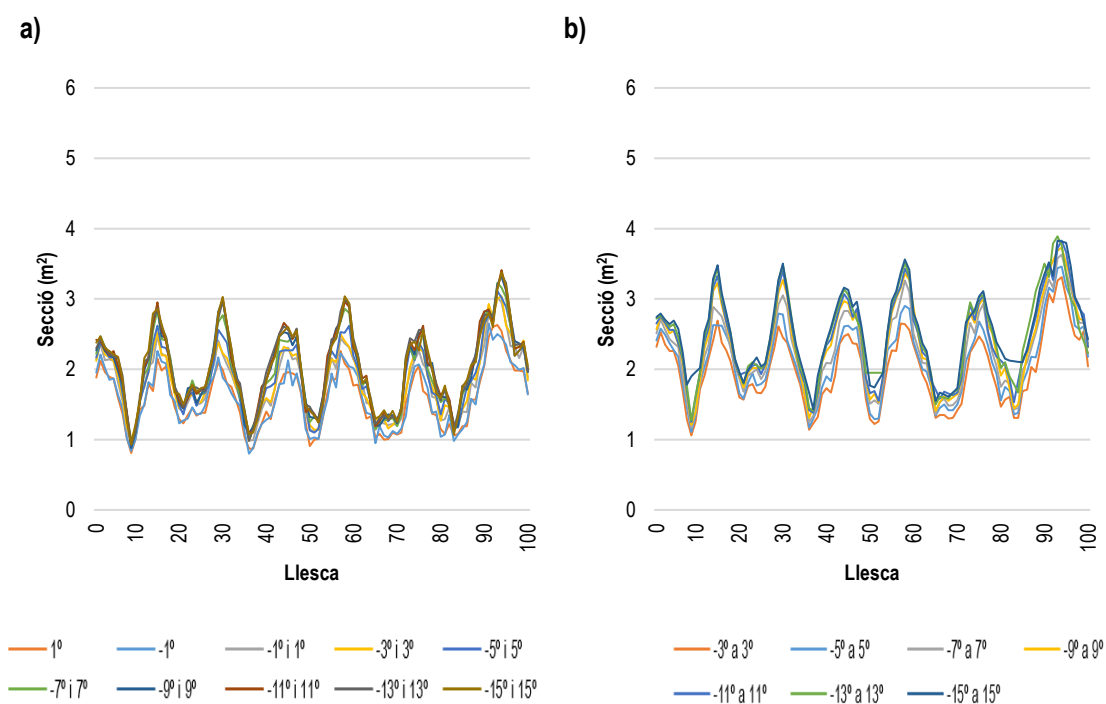 a)
b)
6
5
4
3
2
1
0
Secció (m²)
0 10 20 30 40 50 60 70 80 90 100
Llesca
6
5
4
3
2
1
0
Secció (m²)
0 10 20 30 40 50 60 70 80 90 100
Llesca
1º -1º -1º i 1º -3º i 3º -5º i 5º
-7º i 7º -9º i 9º -11º i 11º -13º i 13º -15º i 15º
-3º a 3º -5º a 5º -7º a 7º -9º a 9º
-11º a 11º -13º a 13º -15º a 15º